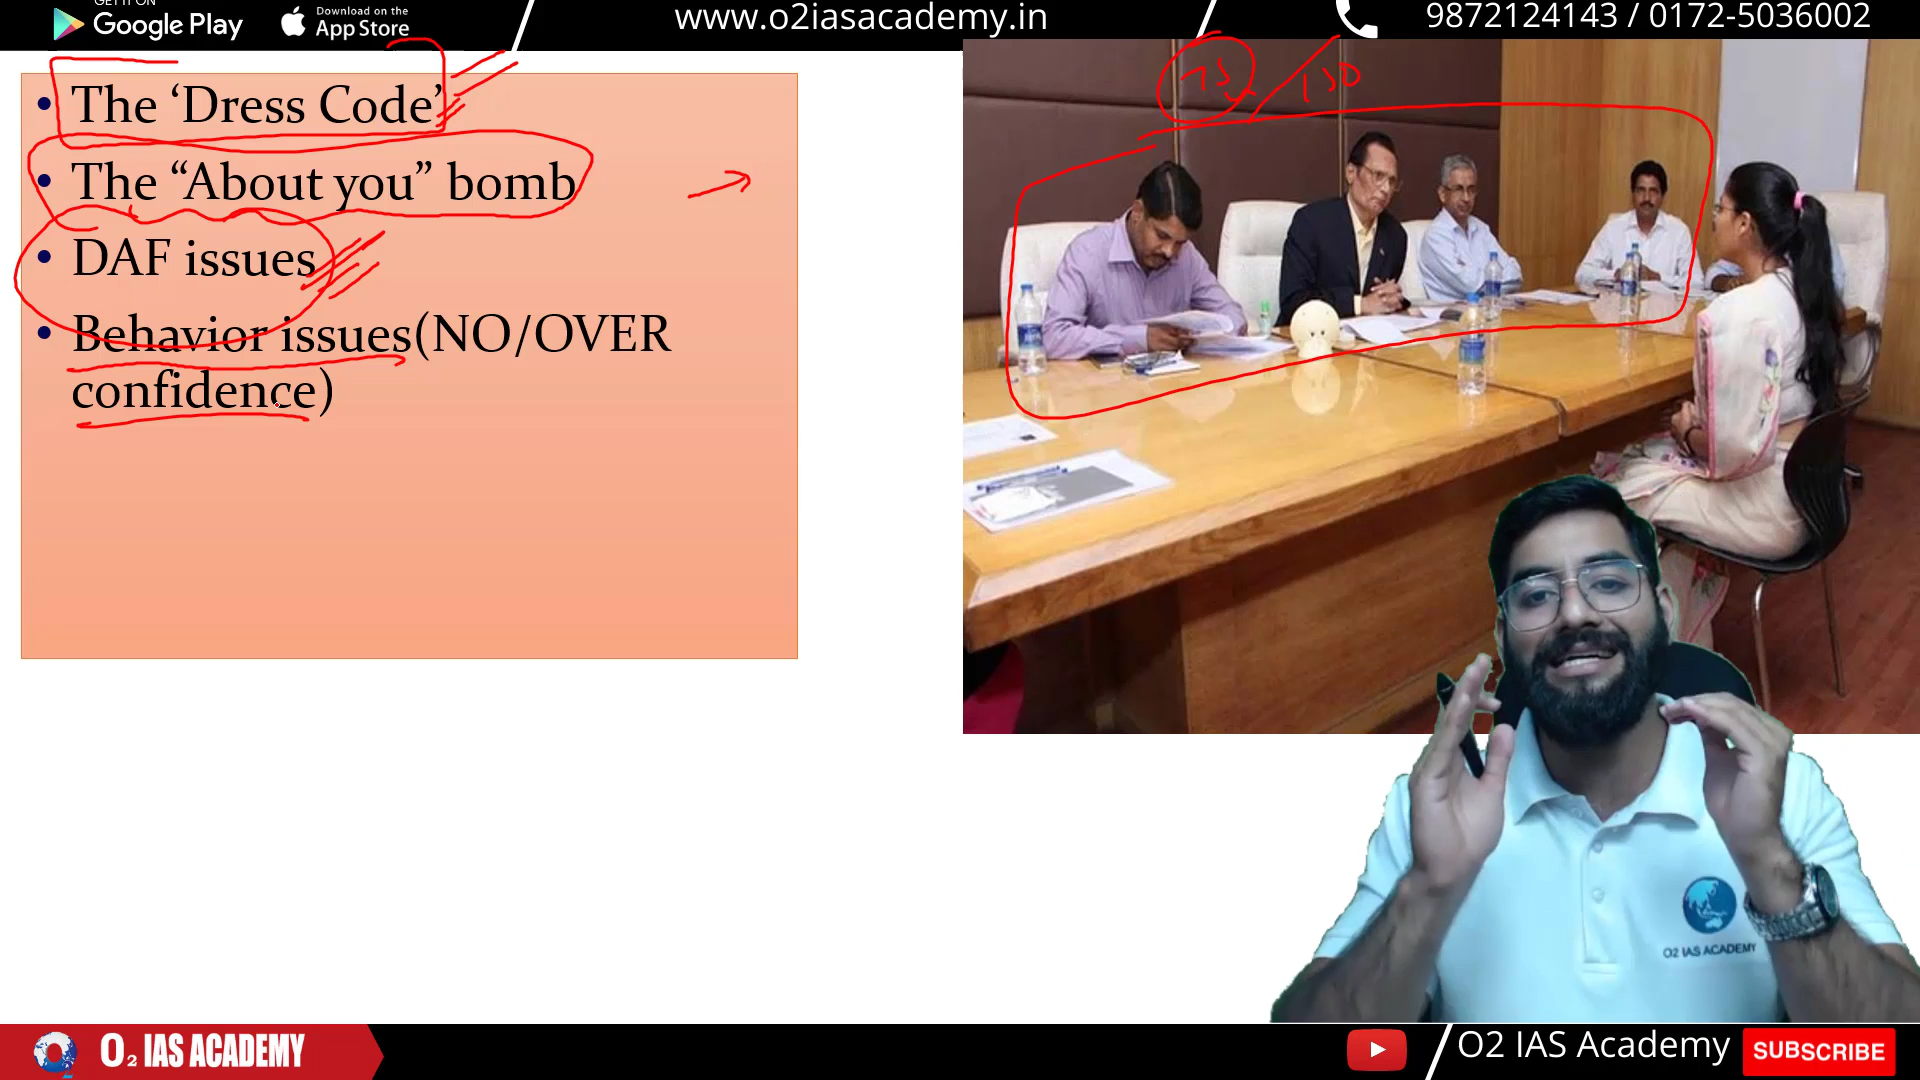 GET IT ON
Google Play
Download on the
App Store
www.o2iasacademy.in
9872124143 / 0172-5036002
• The ‘Dress Code’
• The “About you” bomb
• DAF issues
• Behavior issues(NO/OVER
confidence)
75/150
O2 IAS ACADEMY
O2 IAS ACADEMY
O2 IAS Academy
SUBSCRIBE